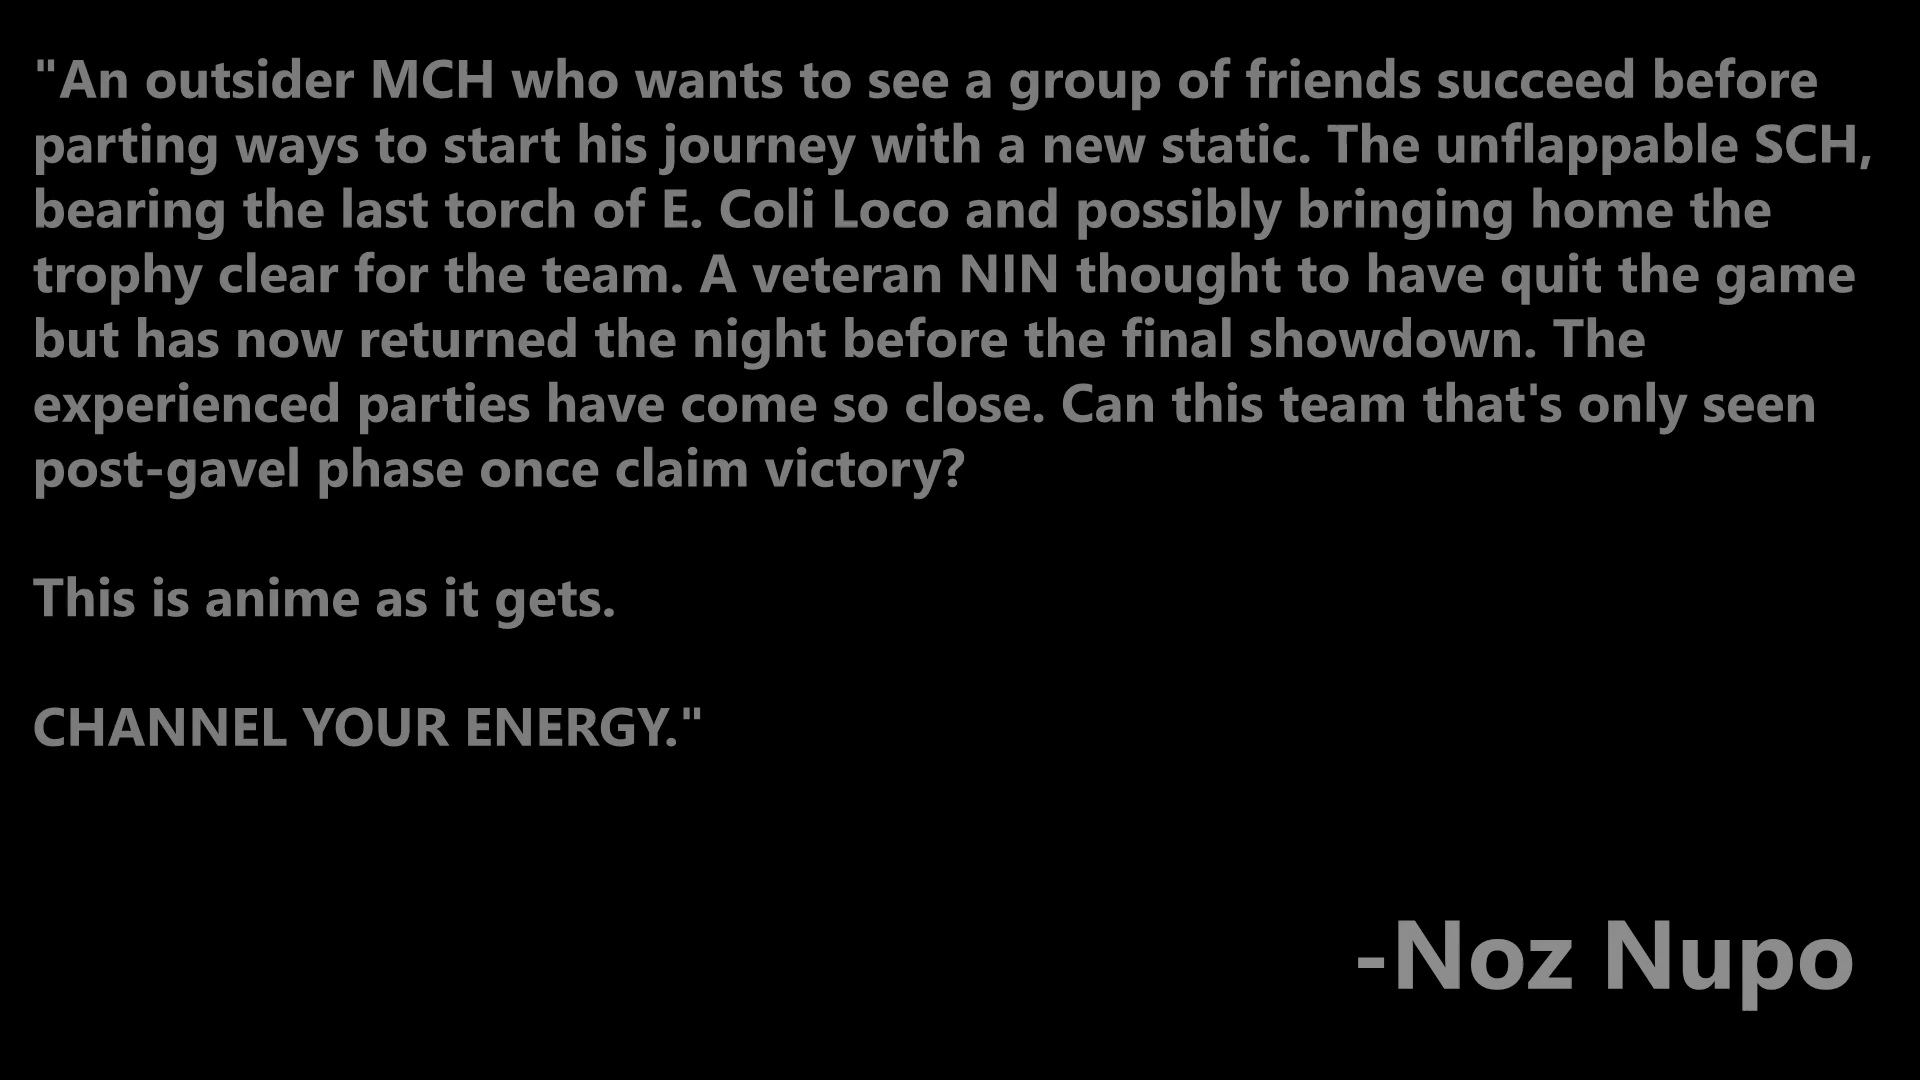 "An outsider MCH who wants to see a group of friends succeed before
parting ways to start his journey with a new static. The unflappable SCH,
bearing the last torch of E. Coli Loco and possibly bringing home the
trophy clear for the team. A veteran NIN thought to have quit the game
but has now returned the night before the final showdown. The
experienced parties have come so close. Can this team that's only seen
post-gavel phase once claim victory?
This is anime as it gets.
CHANNEL YOUR ENERGY."
-Noz Nupo